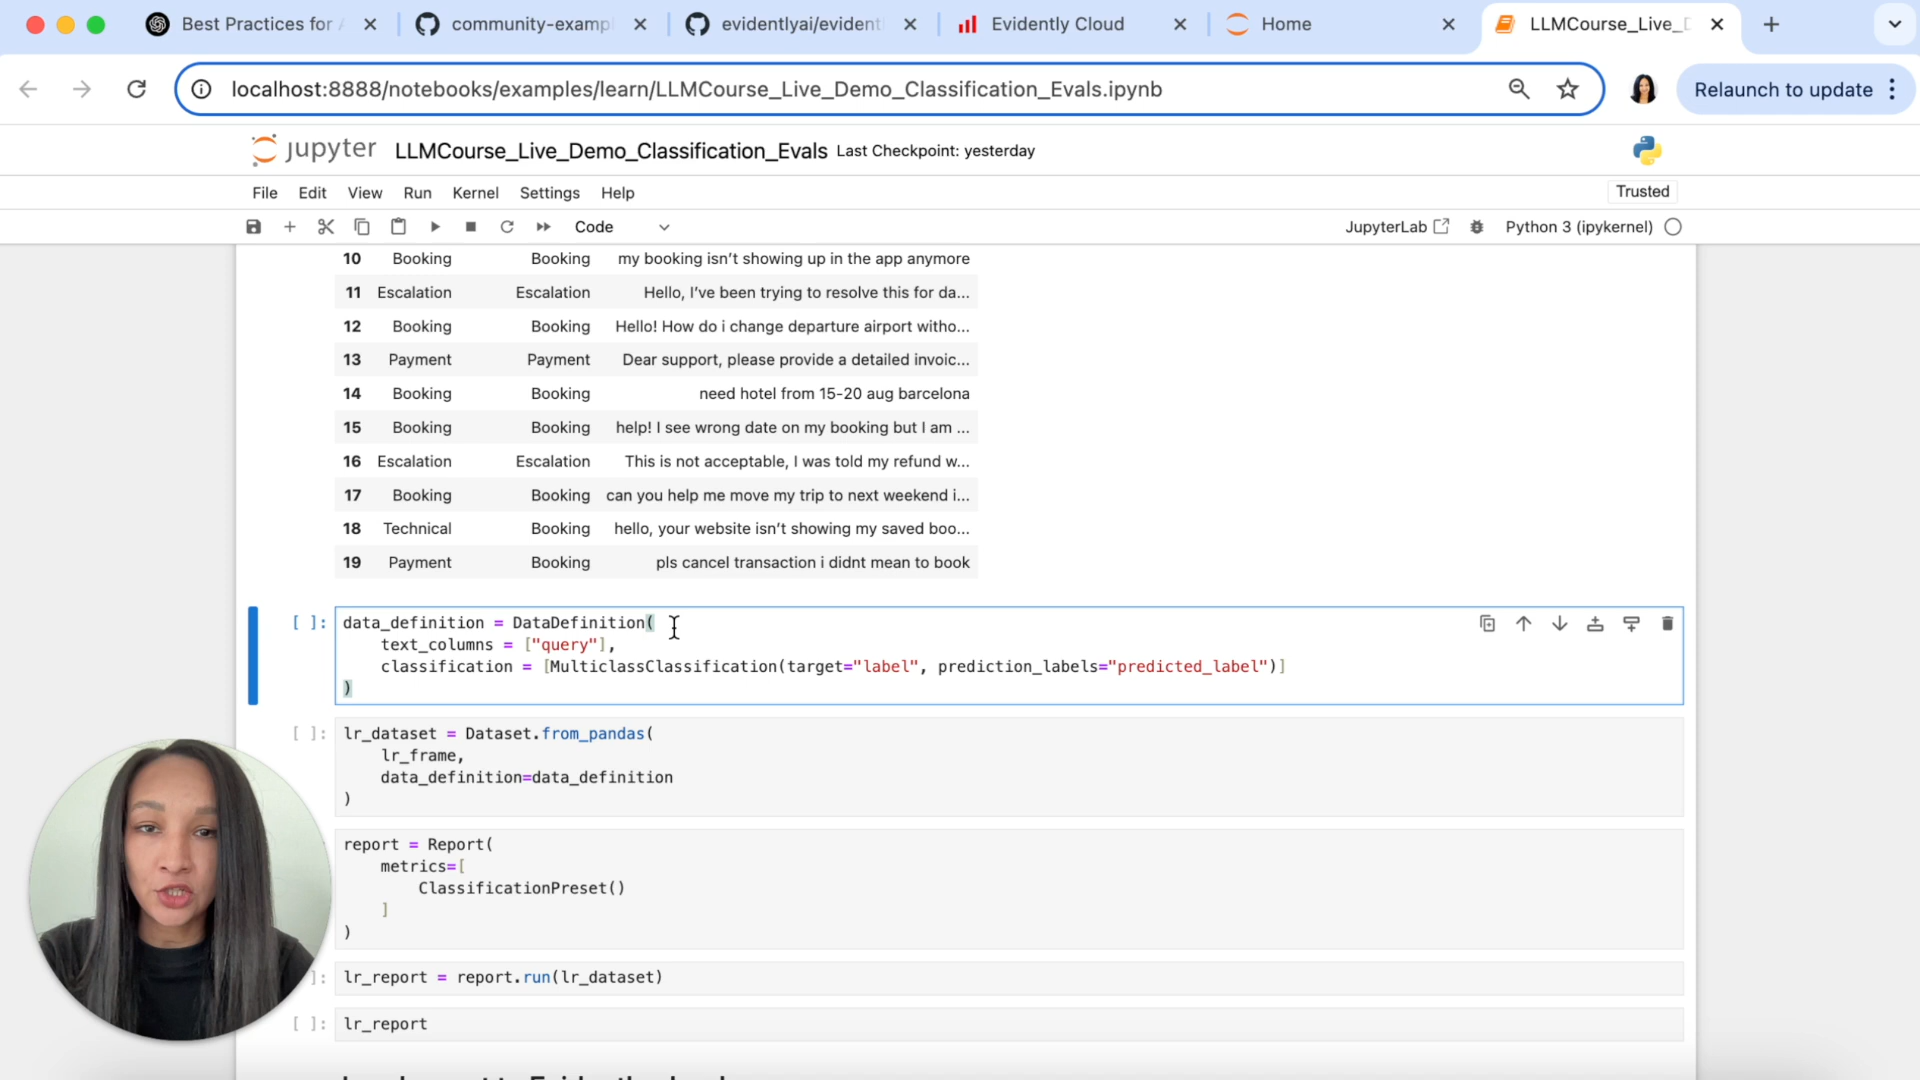 Best Practices for A
community-exampl
evidentlyai/evident
Evidently Cloud
Home
LLMCourse_Live_D
localhost:8888/notebooks/examples/learn/LLMCourse_Live_Demo_Classification_Evals.ipynb
Relaunch to update
jupyter LLMCourse_Live_Demo_Classification_Evals Last Checkpoint: yesterday
File Edit View Run Kernel Settings Help
Trusted
Code
JupyterLab
Python 3 (ipykernel)
10 Booking Booking my booking isn’t showing up in the app anymore
11 Escalation Escalation Hello, I’ve been trying to resolve this for da...
12 Booking Booking Hello! How do i change departure airport witho...
13 Payment Payment Dear support, please provide a detailed invoic...
14 Booking Booking need hotel from 15-20 aug barcelona
15 Booking Booking help! I see wrong date on my booking but I am ...
16 Escalation Escalation This is not acceptable, I was told my refund w...
17 Booking Booking can you help me move my trip to next weekend i...
18 Technical Booking hello, your website isn’t showing my saved boo...
19 Payment Booking pls cancel transaction i didnt mean to book
[ ]: data_definition = DataDefinition(
text_columns = ["query"],
classification = [MulticlassClassification(target="label", prediction_labels="predicted_label")]
)
[ ]: lr_dataset = Dataset.from_pandas(
lr_frame,
data_definition=data_definition
)
report = Report(
metrics=[
ClassificationPreset()
]
)
]: lr_report = report.run(lr_dataset)
[ ]: lr_report